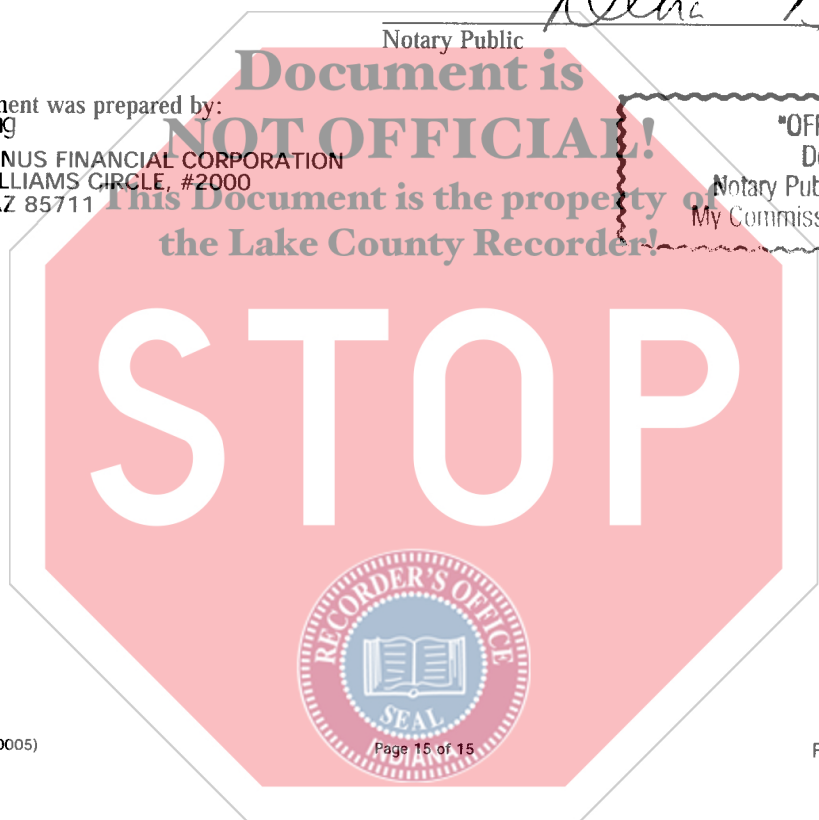 Notary Public
Document is
ment was prepared by:
NOT OFFICIAL!
NUS FINANCIAL CORPORATION
LLIAMS CIRCLE, #2000
AZ 85711
This Document is the property of
the Lake County Recorder!
"OFF
Notary Pub
My Commiss
STOP
RECORDER'S OFFICE
SEAL
INDIANA
0005)
Page 15 of 15